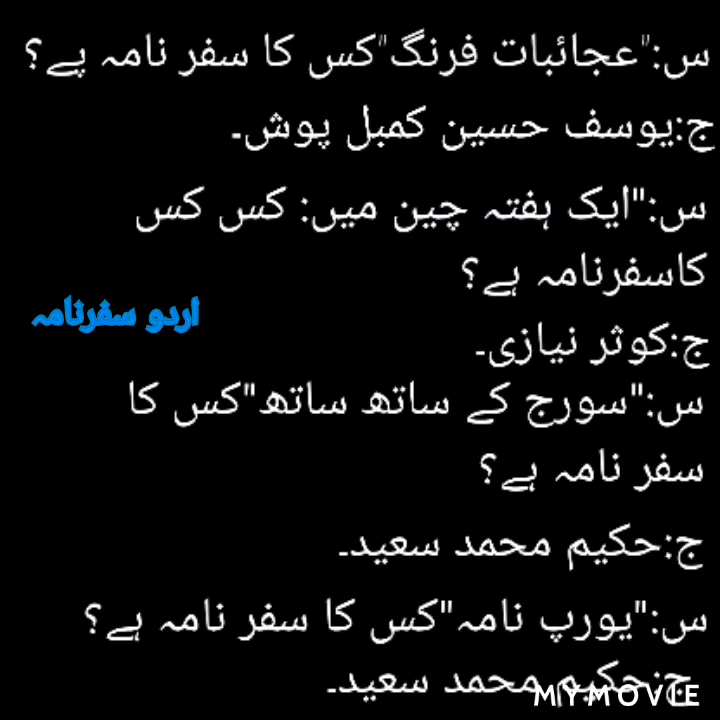 س:"عجائبات فرنگ"کس کا سفر نامہ ہے؟
ج:یوسف حسین کمبل پوش۔
س:"ایک ہفتہ چین میں: کس کس
کاسفرنامہ ہے؟
اردو سفرنامہ
ج:کوثر نیازی۔
س:"سورج کے ساتھ ساتھ"کس کا
سفر نامہ ہے؟
ج:حکیم محمد سعید۔
س:"یورپ نامہ"کس کا سفر نامہ ہے؟
ج:حکیم محمد سعید۔
MYMOVIE